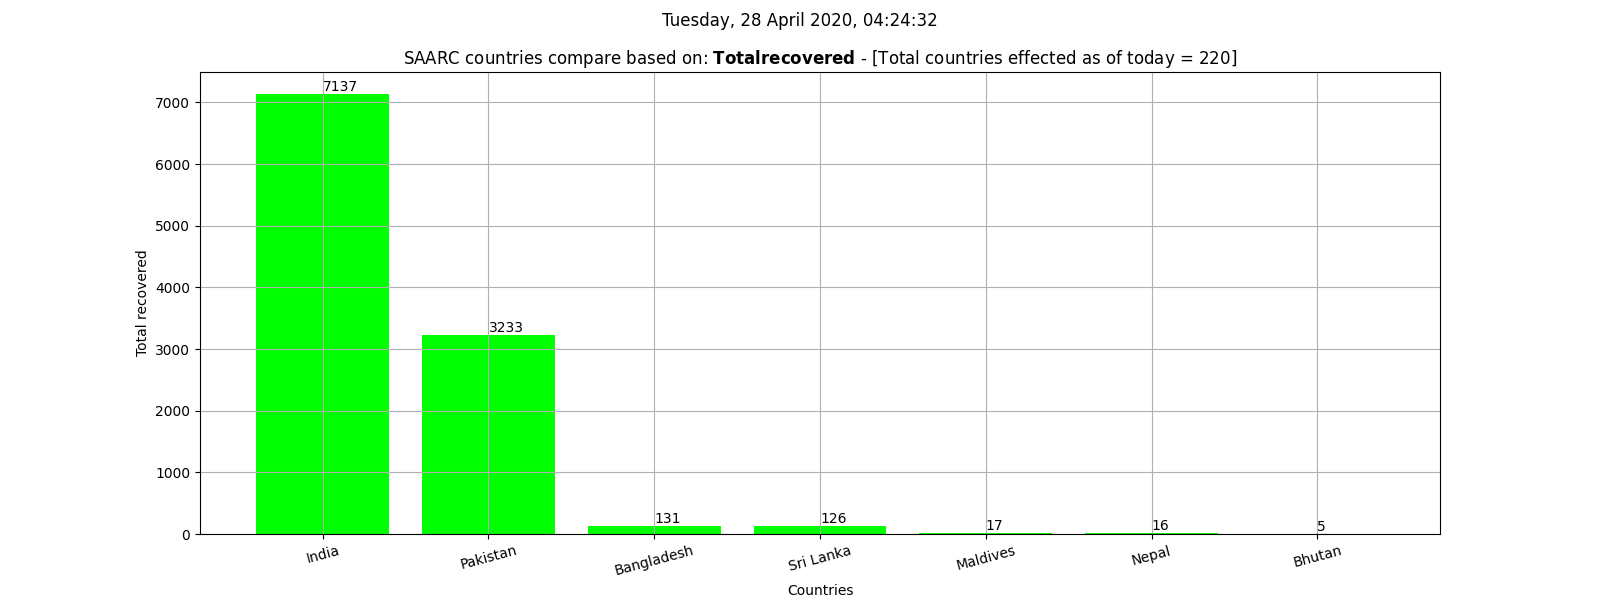 Tuesday, 28 April 2020, 04:24:32
SAARC countries compare based on: Totalrecovered - [Total countries effected as of today = 220]
Total recovered
7000
6000
5000
4000
3000
2000
1000
0
7137
3233
131
126
17
16
5
India
Pakistan
Bangladesh
Sri Lanka
Maldives
Nepal
Bhutan
Countries